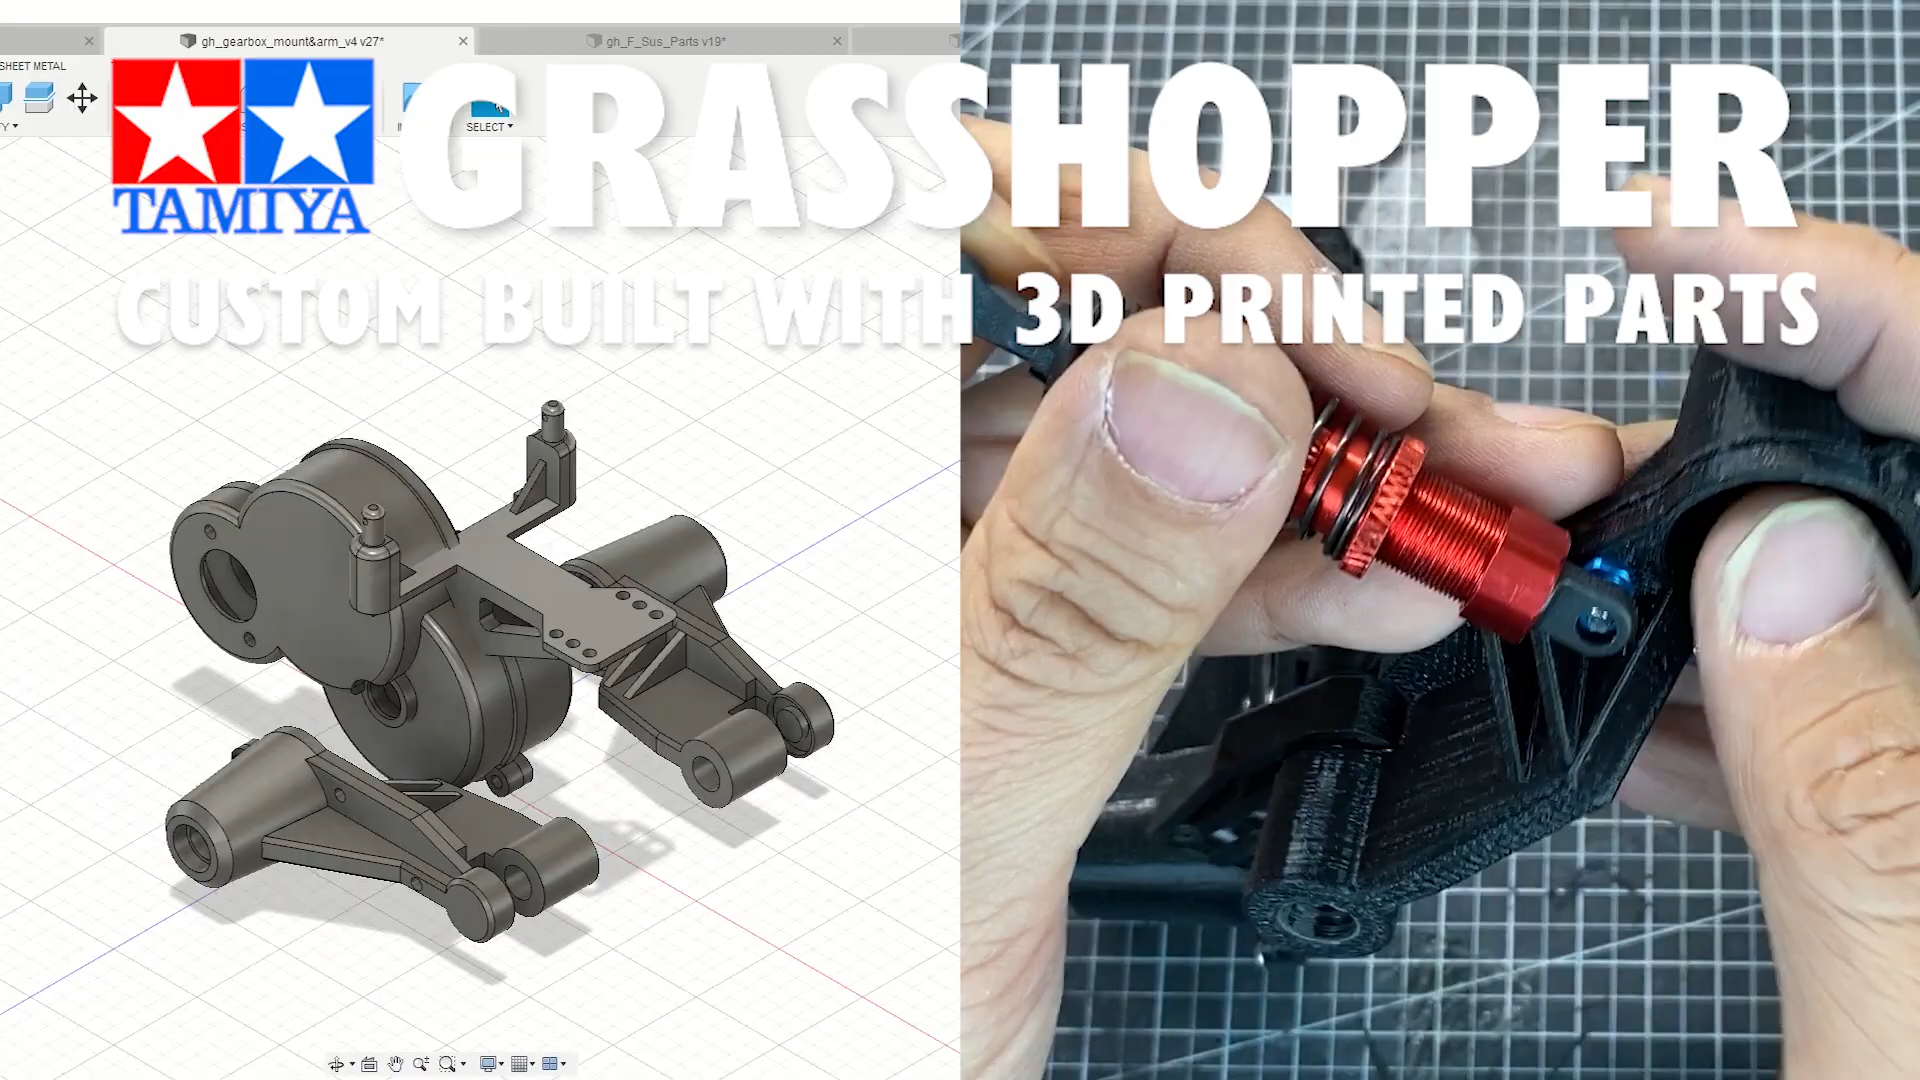 gh_gearbox_mount&arm_v4 v27*
gh_F_Sus_Parts v19*
SHEET METAL
SELECT
TAMIYA
GRASSHOPPER
CUSTOM BUILT WITH 3D PRINTED PARTS